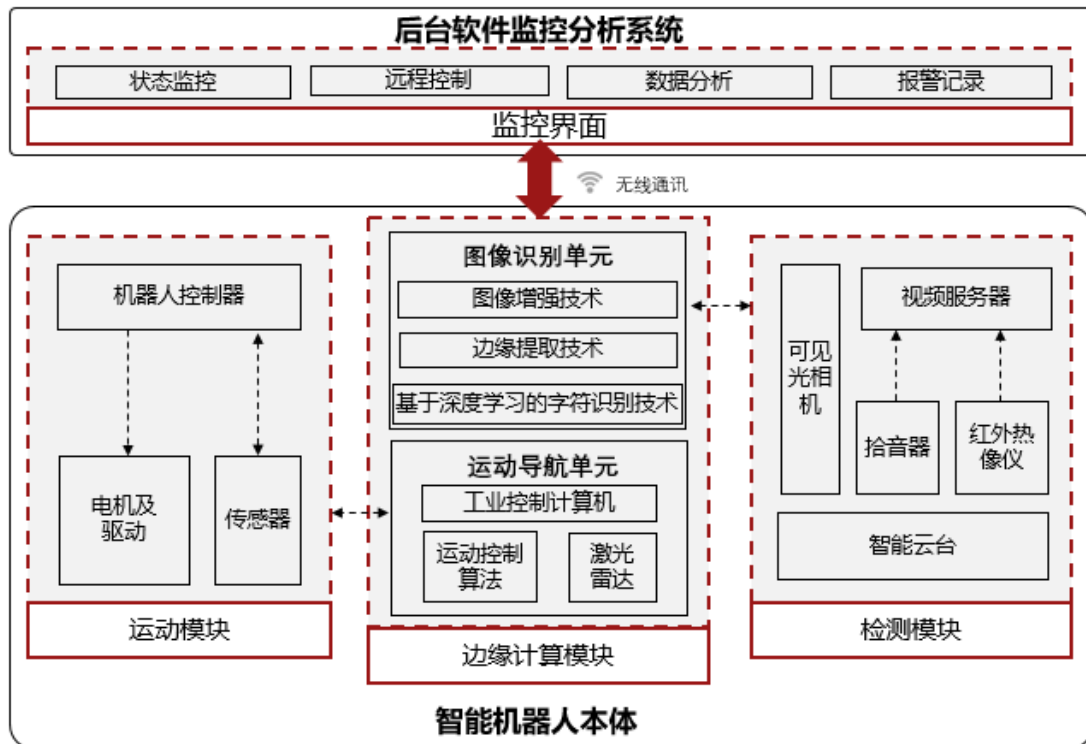 后台软件监控分析系统
状态监控
远程控制
数据分析
报警记录
监控界面
无线通讯
机器人控制器
电机及
驱动
传感器
运动模块
图像识别单元
图像增强技术
边缘提取技术
基于深度学习的字符识别技术
运动导航单元
工业控制计算机
运动控制
算法
激光
雷达
边缘计算模块
可见
光相
机
视频服务器
拾音器
红外热
像仪
智能云台
检测模块
智能机器人本体